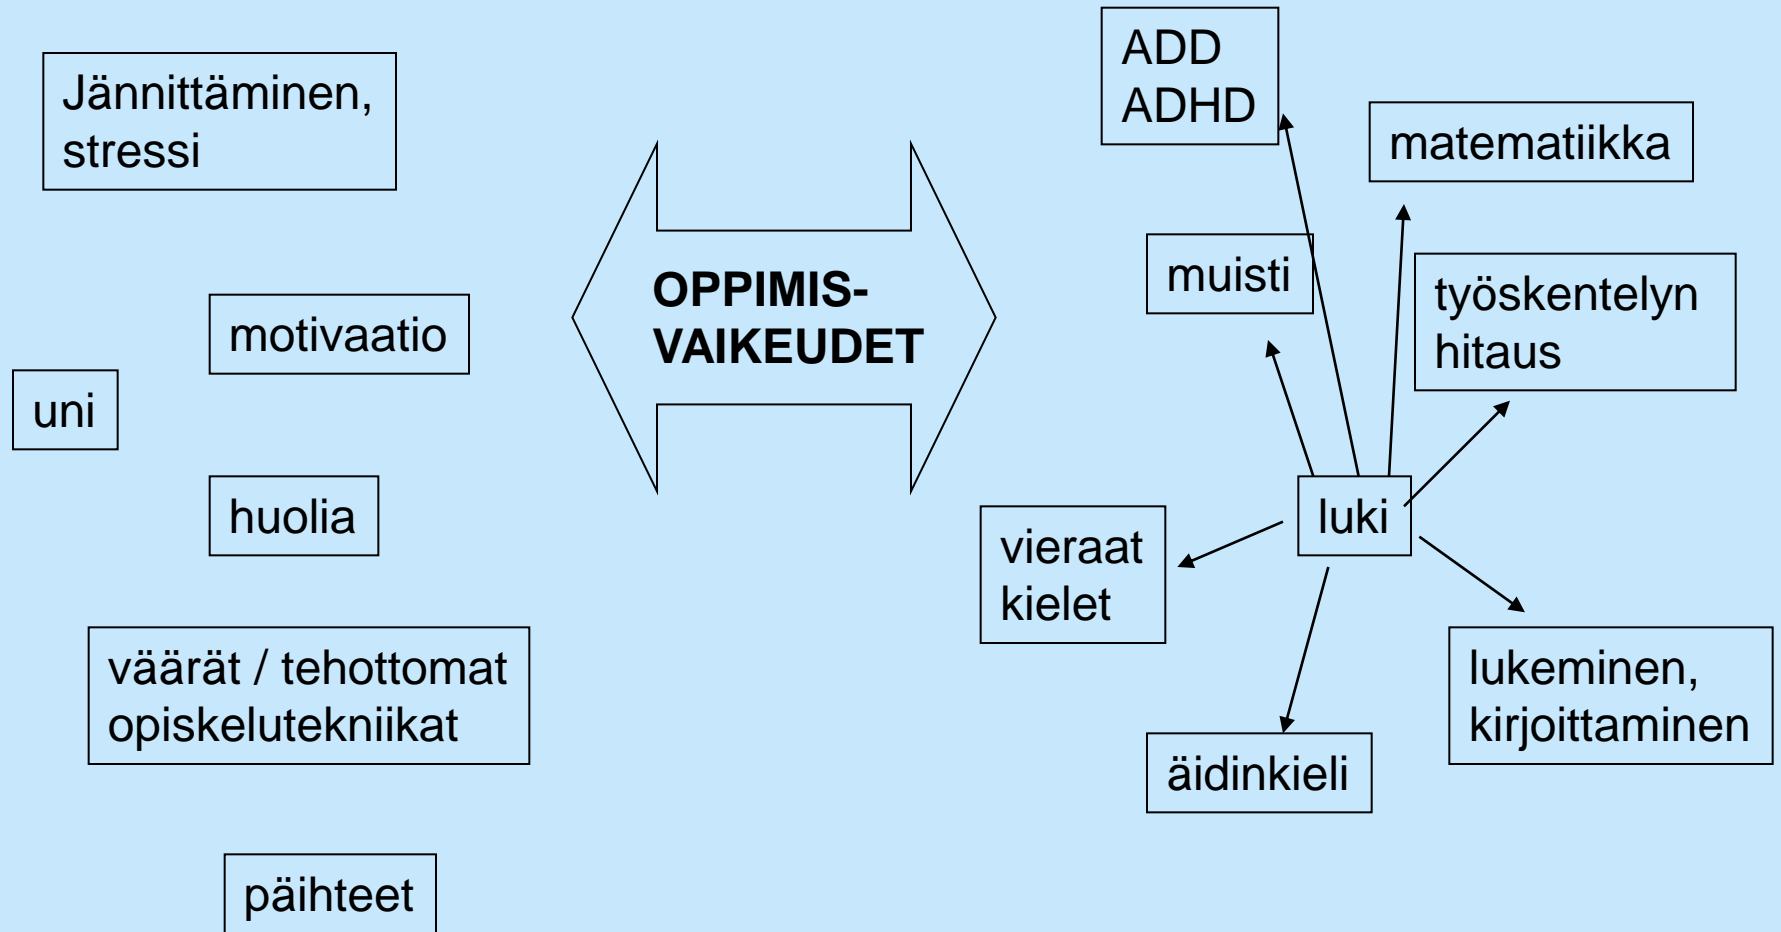 Jännittäminen,
stressi
motivaatio
uni
huolia
väärät / tehottomat
opiskelutekniikat
päihteet
OPPIMIS-
VAIKEUDET
ADD
ADHD
matematiikka
muisti
työskentelyn
hitaus
luki
vieraat
kielet
lukeminen,
kirjoittaminen
äidinkieli